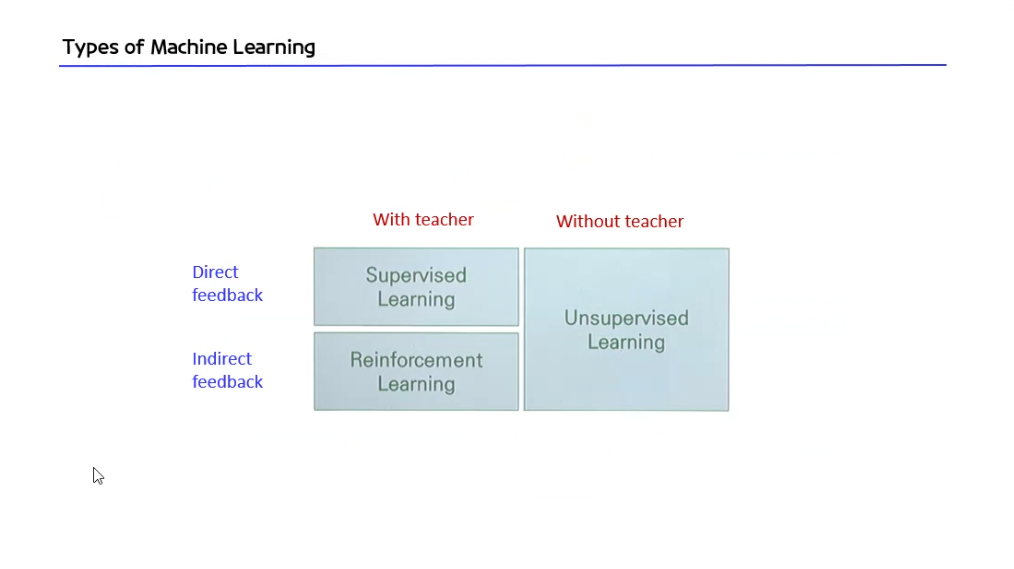 Types of Machine Learning
With teacher
Without teacher
Direct
feedback
Supervised
Learning
Unsupervised
Learning
Indirect
feedback
Reinforcement
Learning